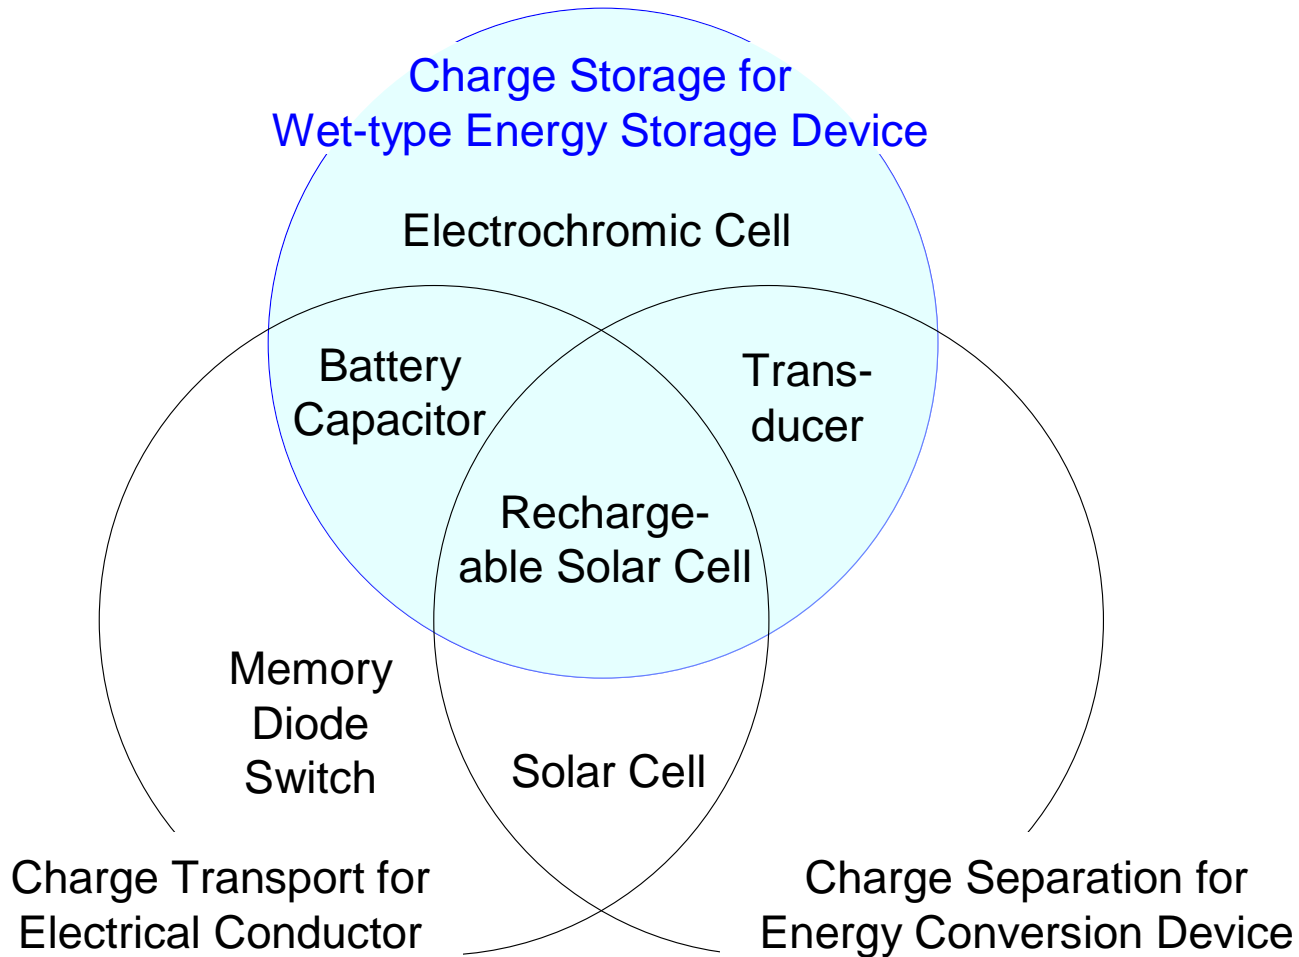 Charge Storage for
Wet-type Energy Storage Device
Electrochromic Cell
Battery
Capacitor
Trans-
ducer
Recharge-
able Solar Cell
Memory
Diode
Switch
Solar Cell
Charge Transport for
Electrical Conductor
Charge Separation for
Energy Conversion Device